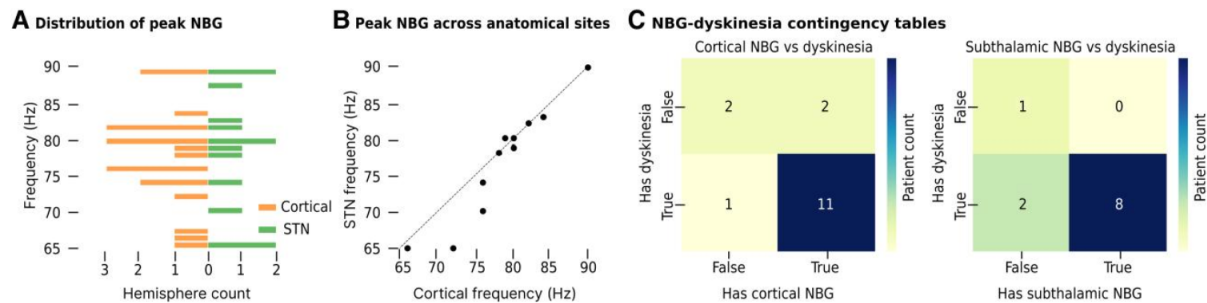 A Distribution of peak NBG
90
85
80
75
70
65
Frequency (Hz)
3 2 1 0 1 2
Hemisphere count
Cortical
STN
B Peak NBG across anatomical sites
90
85
80
75
70
65
STN frequency (Hz)
65 70 75 80 85 90
Cortical frequency (Hz)
C NBG-dyskinesia contingency tables
Cortical NBG vs dyskinesia
Has dyskinesia
False
True
2 2
1 11
False True
Has cortical NBG
Patient count
Subthalamic NBG vs dyskinesia
Has dyskinesia
False
True
1 0
2 8
False True
Has subthalamic NBG
Patient count